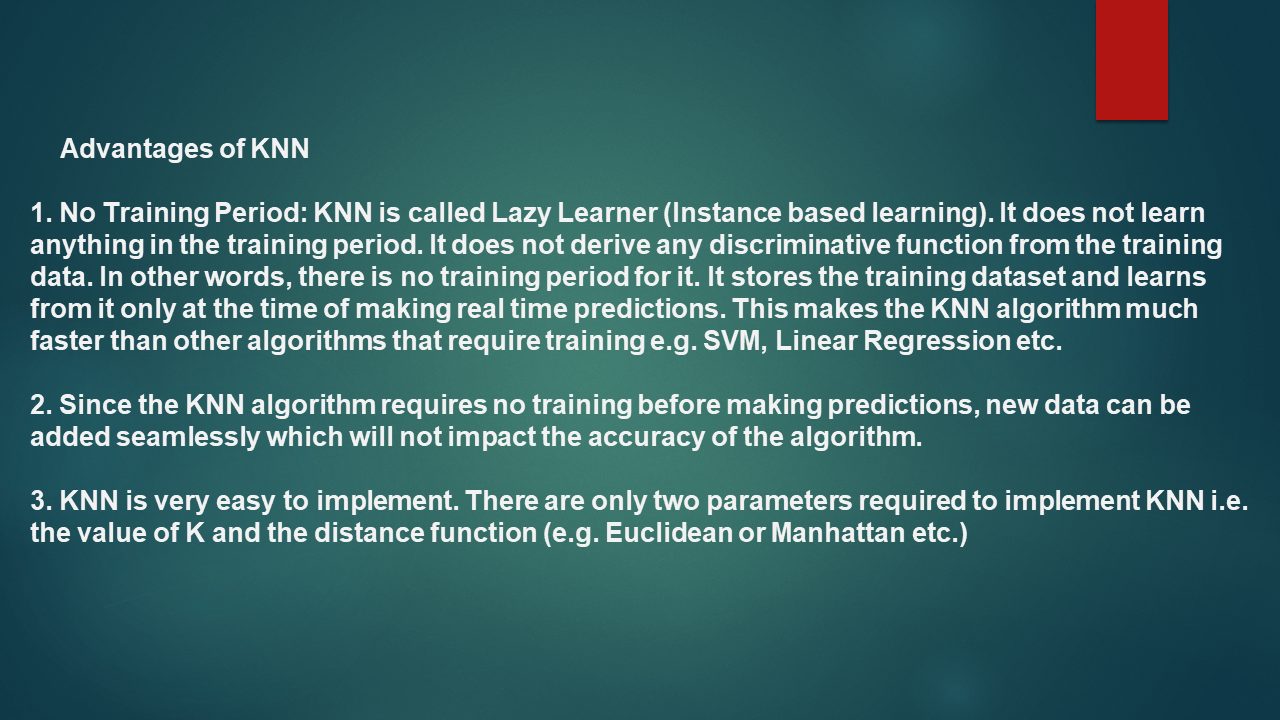 Advantages of KNN
1. No Training Period: KNN is called Lazy Learner (Instance based learning). It does not learn
anything in the training period. It does not derive any discriminative function from the training
data. In other words, there is no training period for it. It stores the training dataset and learns
from it only at the time of making real time predictions. This makes the KNN algorithm much
faster than other algorithms that require training e.g. SVM, Linear Regression etc.
2. Since the KNN algorithm requires no training before making predictions, new data can be
added seamlessly which will not impact the accuracy of the algorithm.
3. KNN is very easy to implement. There are only two parameters required to implement KNN i.e.
the value of K and the distance function (e.g. Euclidean or Manhattan etc.)